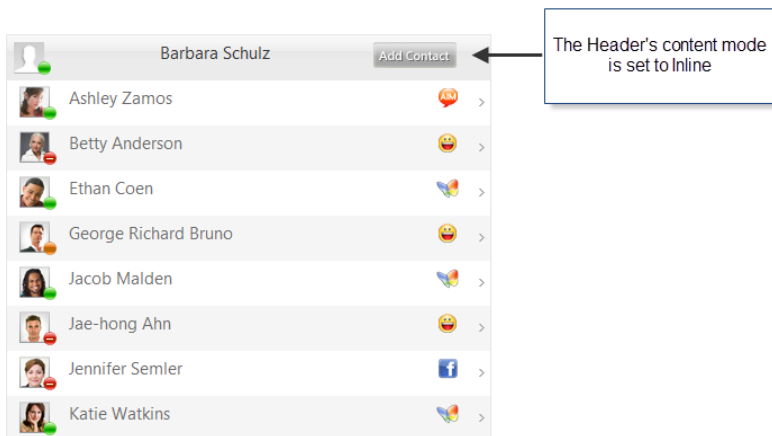 Barbara Schulz Add Contact
The Header's content mode
is set to Inline
Ashley Zamos AIM
Betty Anderson
Ethan Coen
George Richard Bruno
Jacob Malden
Jae-hong Ahn
Jennifer Semler f
Katie Watkins